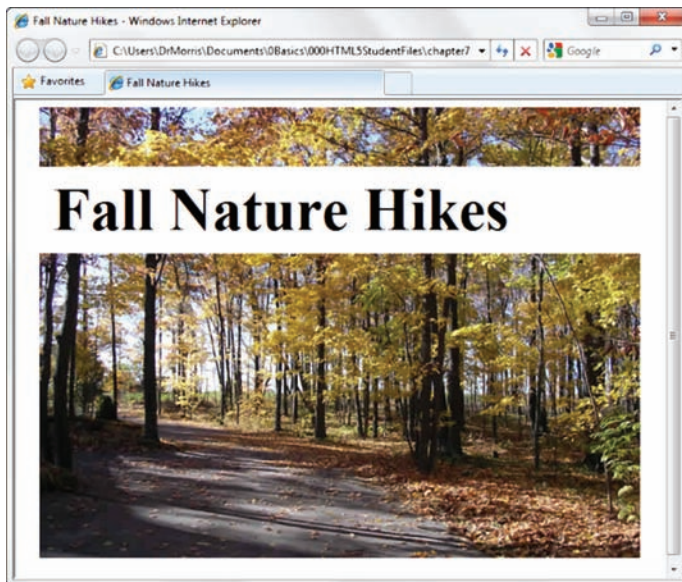 Fall Nature Hikes - Windows Internet Explorer
C:\Users\DrMorris\Documents\0Basics\000HTML5StudentFiles\chapter7
Google
Favorites
Fall Nature Hikes
Fall Nature Hikes